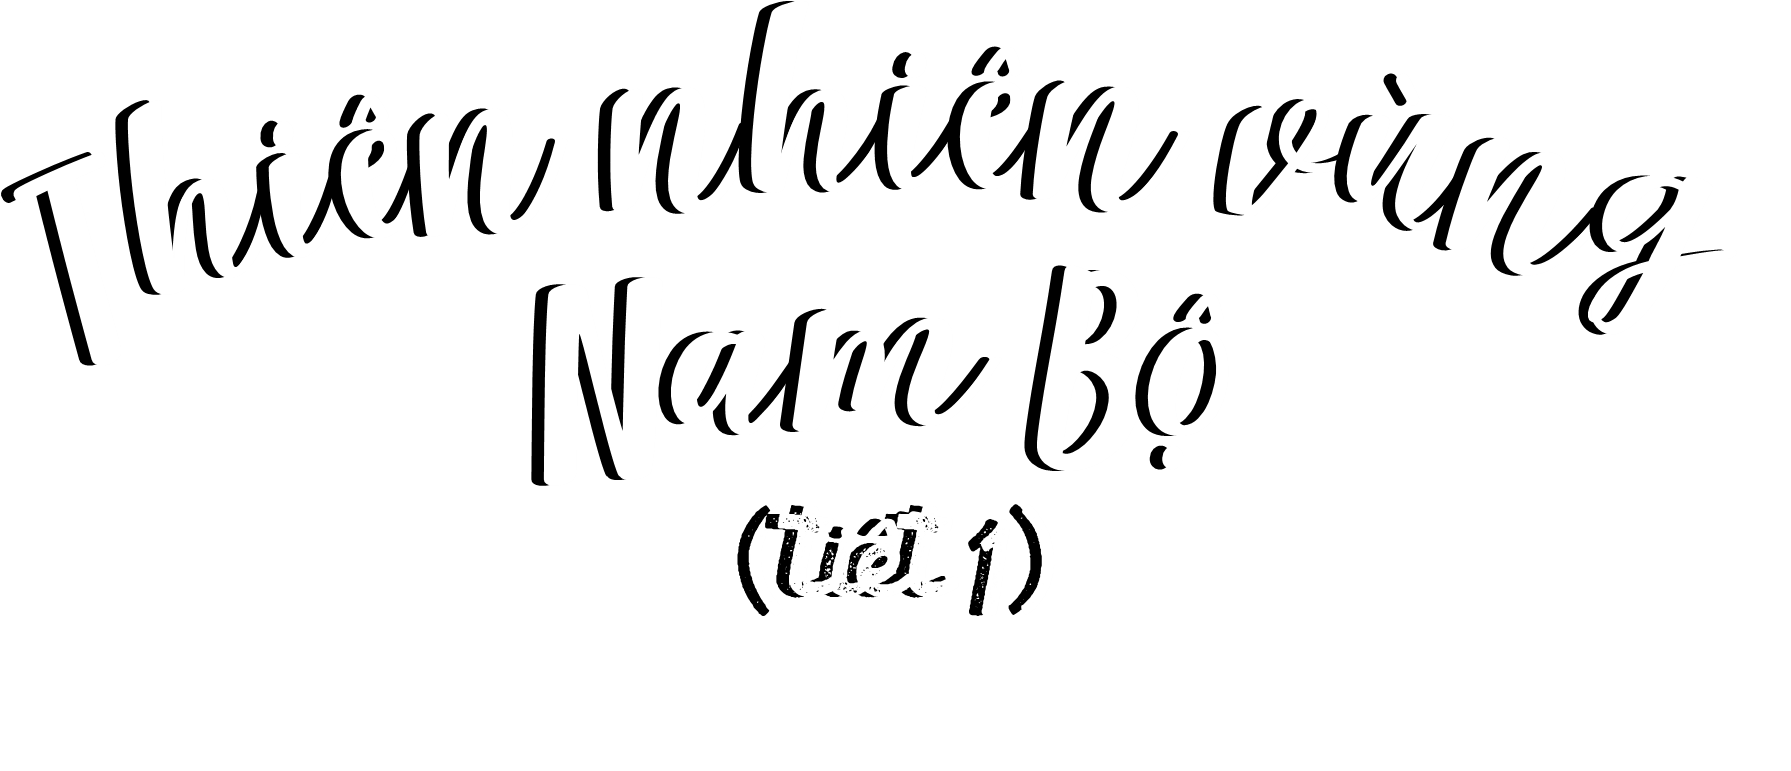 Thiên nhiên vùng
Nam Bộ
(tiết 1)